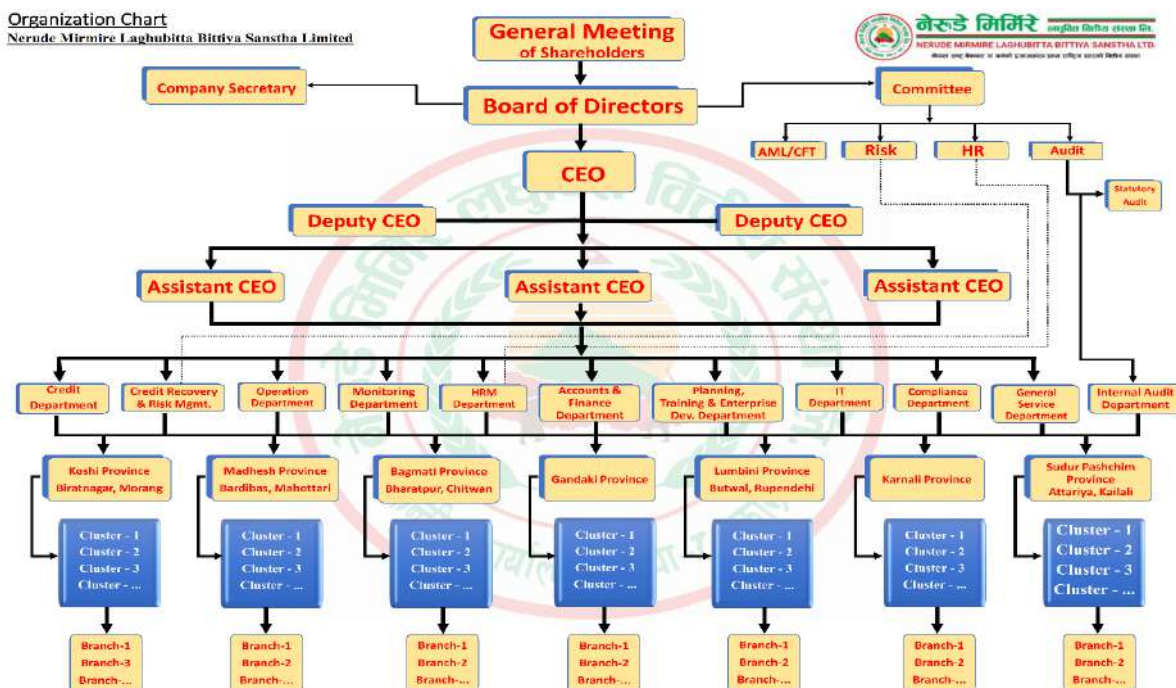 Organization Chart
Nerude Mirmire Laghubitta Bittiya Sanstha Limited
नेरुडे मिर्मिरे लघुवित्त वित्तीय संस्था लि.
NERUDE MIRMIRE LAGHUBITTA BITTIYA SANSTHA LTD.
General Meeting
of Shareholders
Company Secretary
Board of Directors
Committee
AML/CFT
Risk
HR
Audit
CEO
Statutory
Audit
Deputy CEO
Deputy CEO
Assistant CEO
Assistant CEO
Assistant CEO
Credit
Department
Credit Recovery
& Risk Mgmt.
Operation
Department
Monitoring
Department
HRM
Department
Accounts &
Finance
Department
Planning,
Training & Enterprise
Dev. Department
IT
Department
Compliance
Department
General
Service
Department
Internal Audit
Department
Koshi Province
Biratnagar, Morang
Madhesh Province
Bardibas, Mahottari
Bagmati Province
Bharatpur, Chitwan
Gandaki Province
Lumbini Province
Butwal, Rupendehi
Karnali Province
Sudur Pashchim
Province
Attariya, Kailali
Cluster - 1
Cluster - 2
Cluster - 3
Cluster - ...
Cluster - 1
Cluster - 2
Cluster - 3
Cluster - ...
Cluster - 1
Cluster - 2
Cluster - 3
Cluster - ...
Cluster - 1
Cluster - 2
Cluster - 3
Cluster - ...
Cluster - 1
Cluster - 2
Cluster - 3
Cluster - ...
Cluster - 1
Cluster - 2
Cluster - 3
Cluster - ...
Cluster - 1
Cluster - 2
Cluster - 3
Cluster - ...
Branch-1
Branch-3
Branch-...
Branch-1
Branch-2
Branch-...
Branch-1
Branch-2
Branch-...
Branch-1
Branch-2
Branch-...
Branch-1
Branch-2
Branch-...
Branch-1
Branch-2
Branch-...
Branch-1
Branch-2
Branch-...